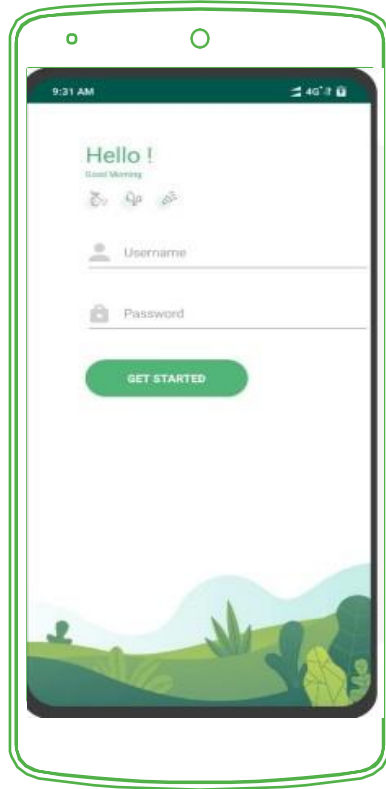 9:31 AM 4G
Hello !
Good Morning
Username
Password
GET STARTED